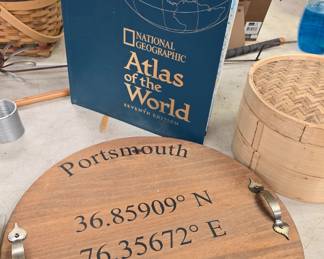 NATIONAL
GEOGRAPHIC
Atlas
of the
World
SEVENTH EDITION
Portsmouth
36.85909° N
76.35672° E